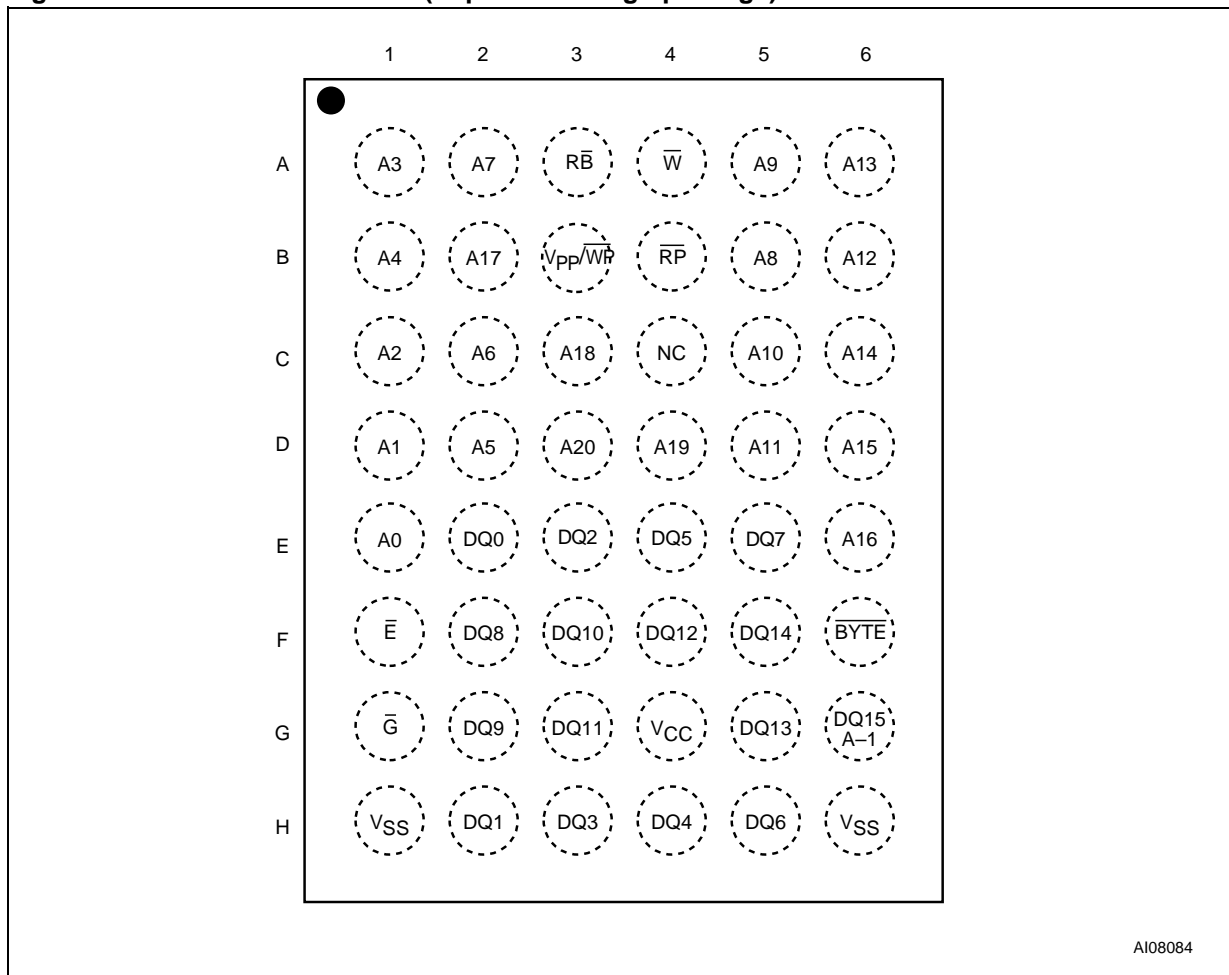 1 2 3 4 5 6
A A3 A7 RB̅ W̅ A9 A13
B A4 A17 VPP/W̅P̅ R̅P̅ A8 A12
C A2 A6 A18 NC A10 A14
D A1 A5 A20 A19 A11 A15
E A0 DQ0 DQ2 DQ5 DQ7 A16
F E̅ DQ8 DQ10 DQ12 DQ14 B̅Y̅T̅E̅
G G̅ DQ9 DQ11 VCC DQ13 DQ15
A–1
H VSS DQ1 DQ3 DQ4 DQ6 VSS
AI08084